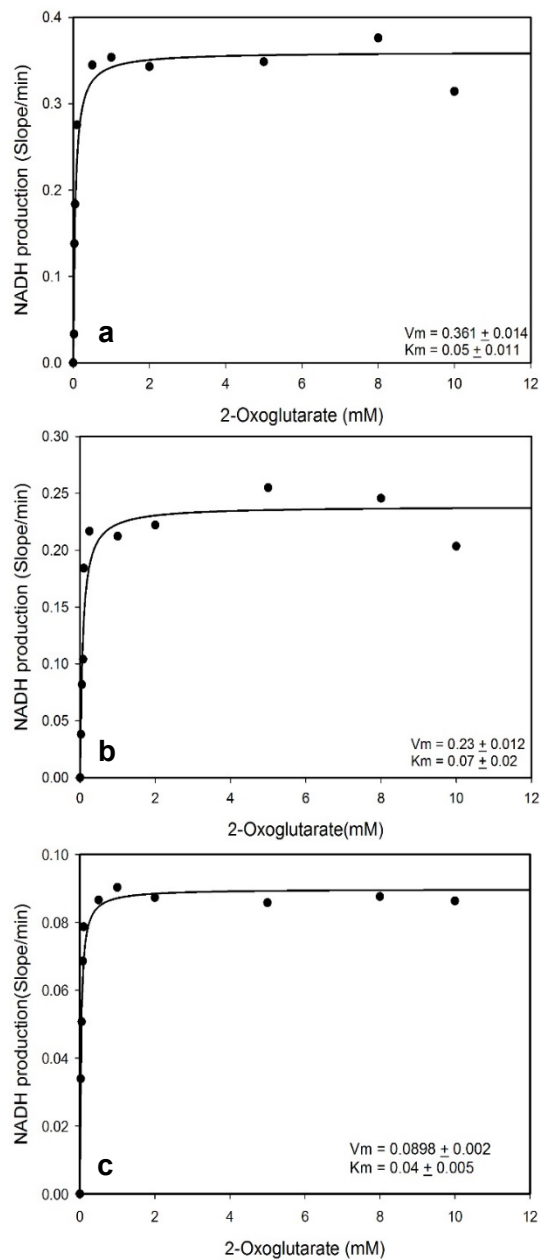 0.4
0.3
0.2
0.1
0.0
NADH production (Slope/min)
a
Vm = 0.361 ± 0.014
Km = 0.05 ± 0.011
0 2 4 6 8 10 12
2-Oxoglutarate (mM)
0.30
0.25
0.20
0.15
0.10
0.05
0.00
NADH production (Slope/min)
b
Vm = 0.23 ± 0.012
Km = 0.07 ± 0.02
0 2 4 6 8 10 12
2-Oxoglutarate(mM)
0.10
0.08
0.06
0.04
0.02
0.00
NADH production(Slope/min)
c
Vm = 0.0898 ± 0.002
Km = 0.04 ± 0.005
0 2 4 6 8 10 12
2-Oxoglutarate (mM)